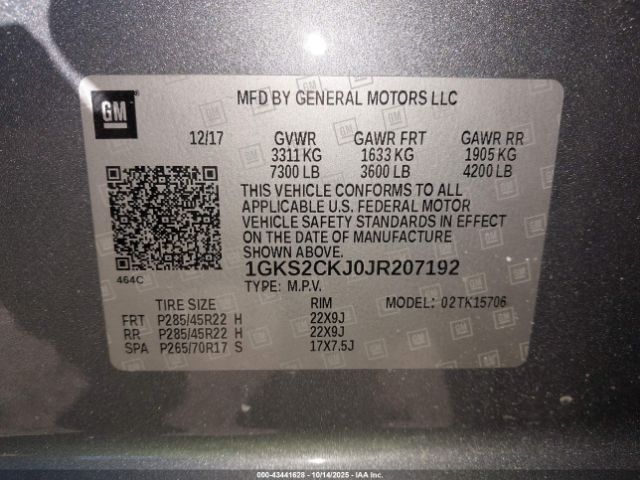 GM
MFD BY GENERAL MOTORS LLC
12/17 GVWR GAWR FRT GAWR RR
3311 KG 1633 KG 1905 KG
7300 LB 3600 LB 4200 LB
THIS VEHICLE CONFORMS TO ALL
APPLICABLE U.S. FEDERAL MOTOR
VEHICLE SAFETY STANDARDS IN EFFECT
ON THE DATE OF MANUFACTURE
SHOWN ABOVE.
464C 1GKS2CKJ0JR207192
TYPE: M.P.V.
TIRE SIZE RIM MODEL: 02TK15706
FRT P285/45R22 H 22X9J
RR P285/45R22 H 22X9J
SPA P265/70R17 S 17X7.5J
000-43441628 - 10/14/2025 - IAAI, Inc.